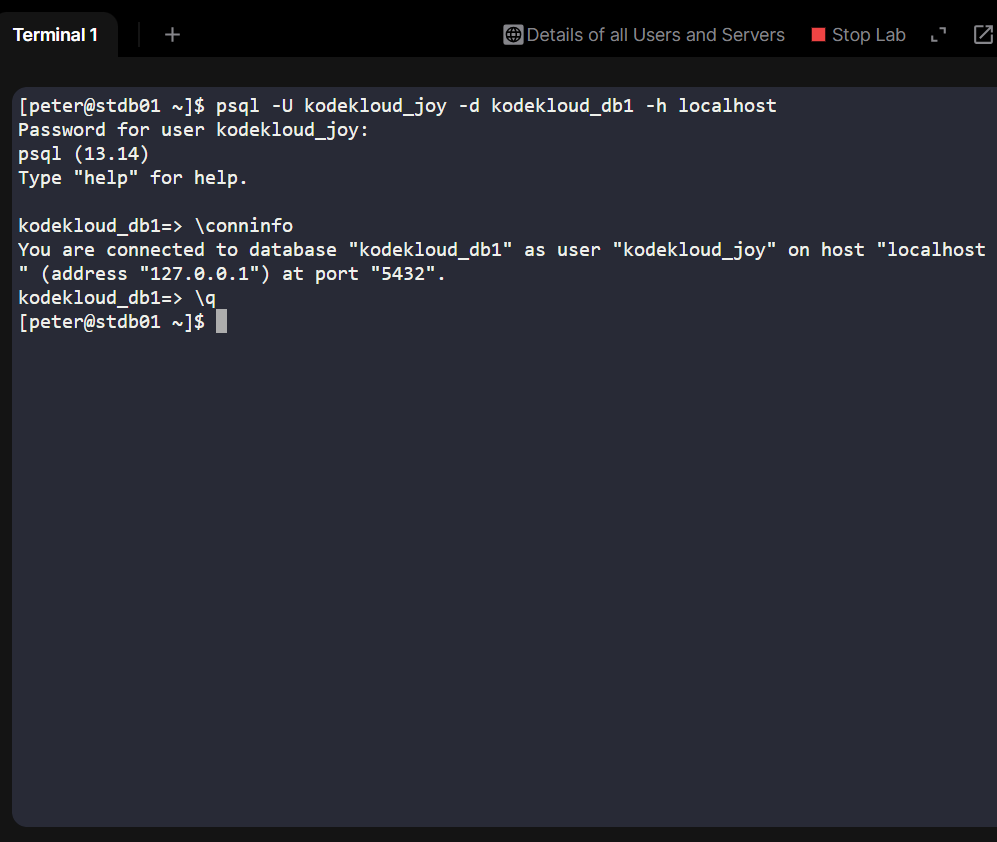 Terminal 1
+
Details of all Users and Servers
Stop Lab
[peter@stdb01 ~]$ psql -U kodekloud_joy -d kodekloud_db1 -h localhost
Password for user kodekloud_joy:
psql (13.14)
Type "help" for help.
kodekloud_db1=> \conninfo
You are connected to database "kodekloud_db1" as user "kodekloud_joy" on host "localhost
" (address "127.0.0.1") at port "5432".
kodekloud_db1=> \q
[peter@stdb01 ~]$